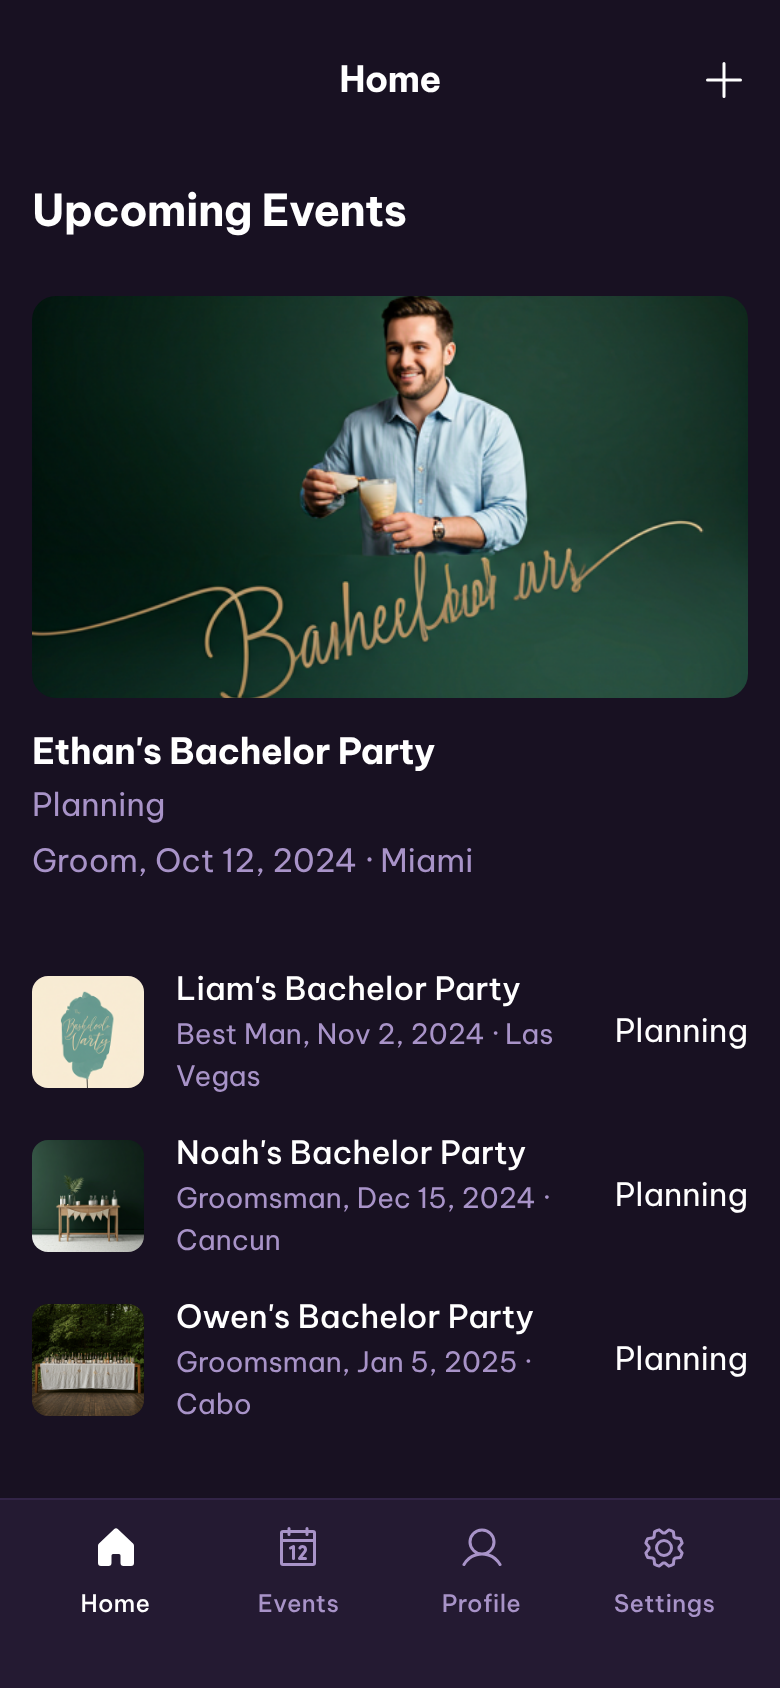 Home
Upcoming Events
Ethan's Bachelor Party
Planning
Groom, Oct 12, 2024 · Miami
Liam's Bachelor Party
Best Man, Nov 2, 2024 · Las
Vegas
Planning
Noah's Bachelor Party
Groomsman, Dec 15, 2024 ·
Cancun
Planning
Owen's Bachelor Party
Groomsman, Jan 5, 2025 ·
Cabo
Planning
12
Home
Events
Profile
Settings